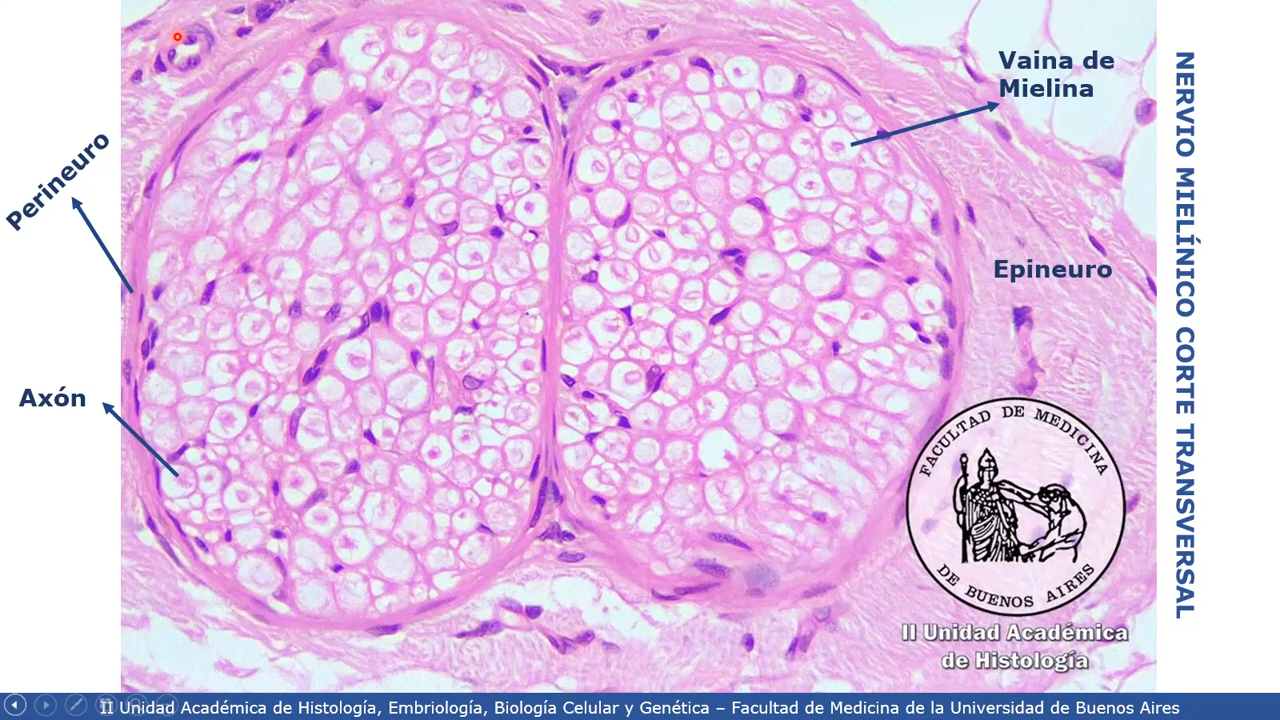 Vaina de
Mielina
Perineuro
Epineuro
Axón
NERVIO MIELÍNICO CORTE TRANSVERSAL
FACULTAD DE MEDICINA
DE BUENOS AIRES
II Unidad Académica
de Histología
II Unidad Académica de Histología, Embriología, Biología Celular y Genética – Facultad de Medicina de la Universidad de Buenos Aires